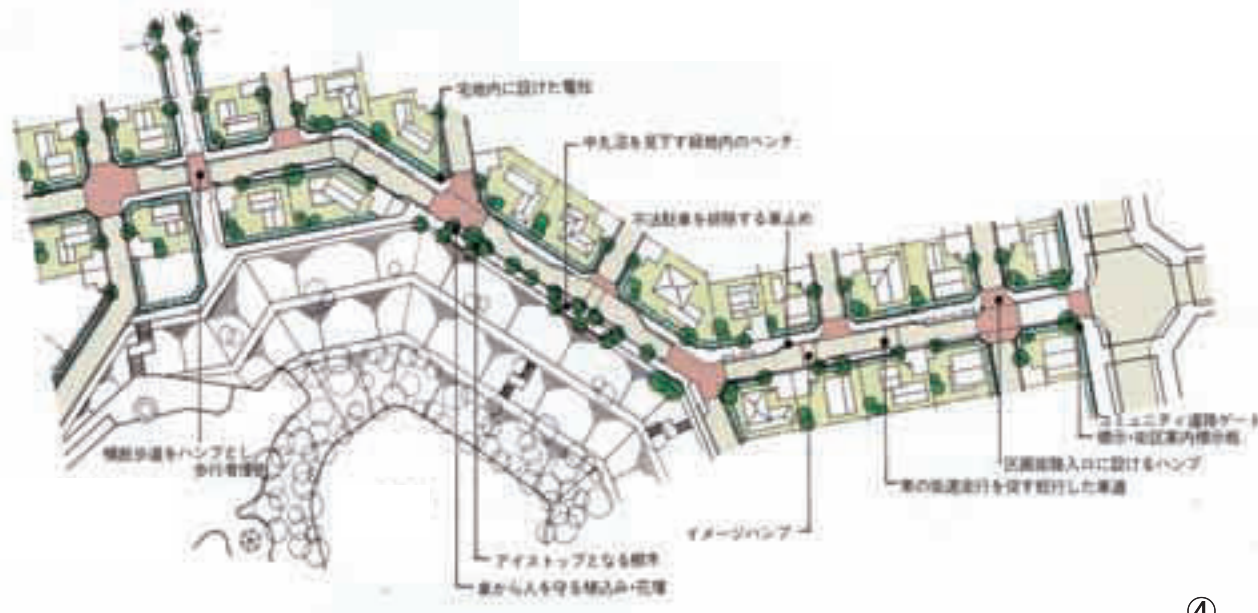 宅地内に設けた電柱
中丸沼を見下す緑地内のベンチ
不法駐車を排除する車止め
コミュニティ道路ゲート
標示・街区案内標示板
区画街路入口に設けるハンプ
車の低速走行を促す蛇行した車道
イメージハンプ
横断歩道をハンプとし
歩行者優先
アイストップとなる標準
車から人を守る植込み・花壇
④